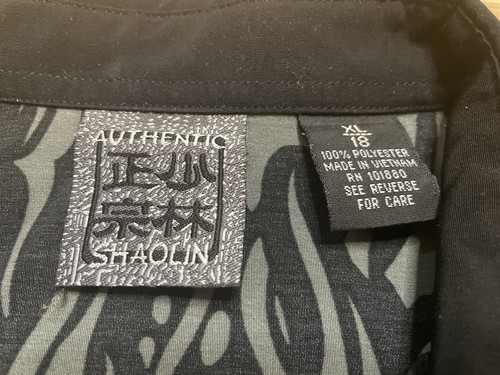 AUTHENTIC
正少
宗林
SHAOLIN
XL
18
100% POLYESTER
MADE IN VIETNAM
RN 101880
SEE REVERSE
FOR CARE